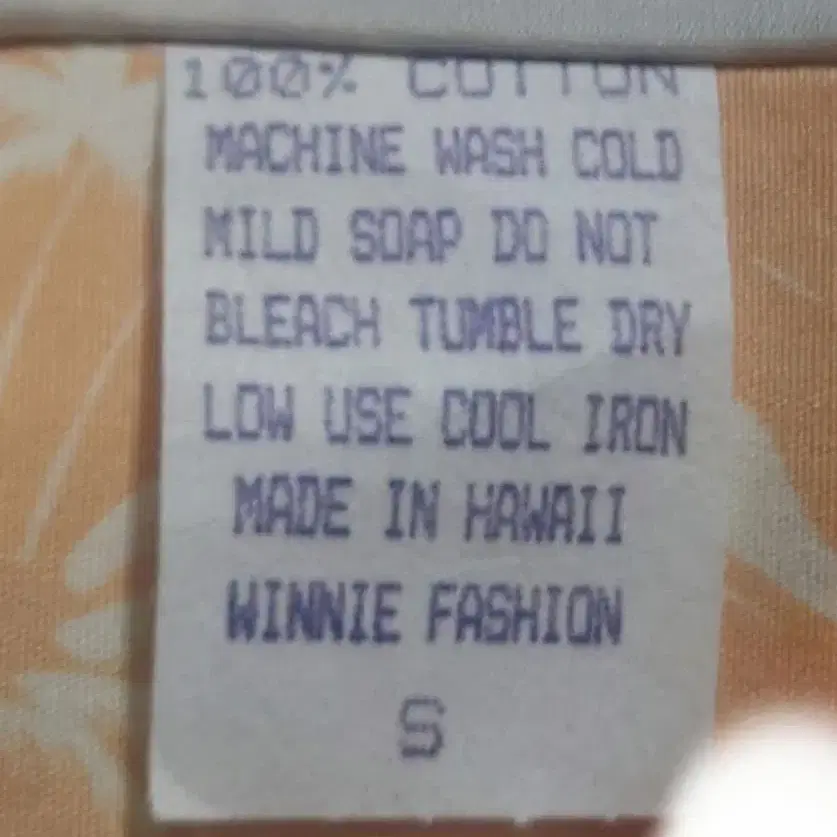 100% COTTON
MACHINE WASH COLD
MILD SOAP DO NOT
BLEACH TUMBLE DRY
LOW USE COOL IRON
MADE IN HAWAII
WINNIE FASHION
S